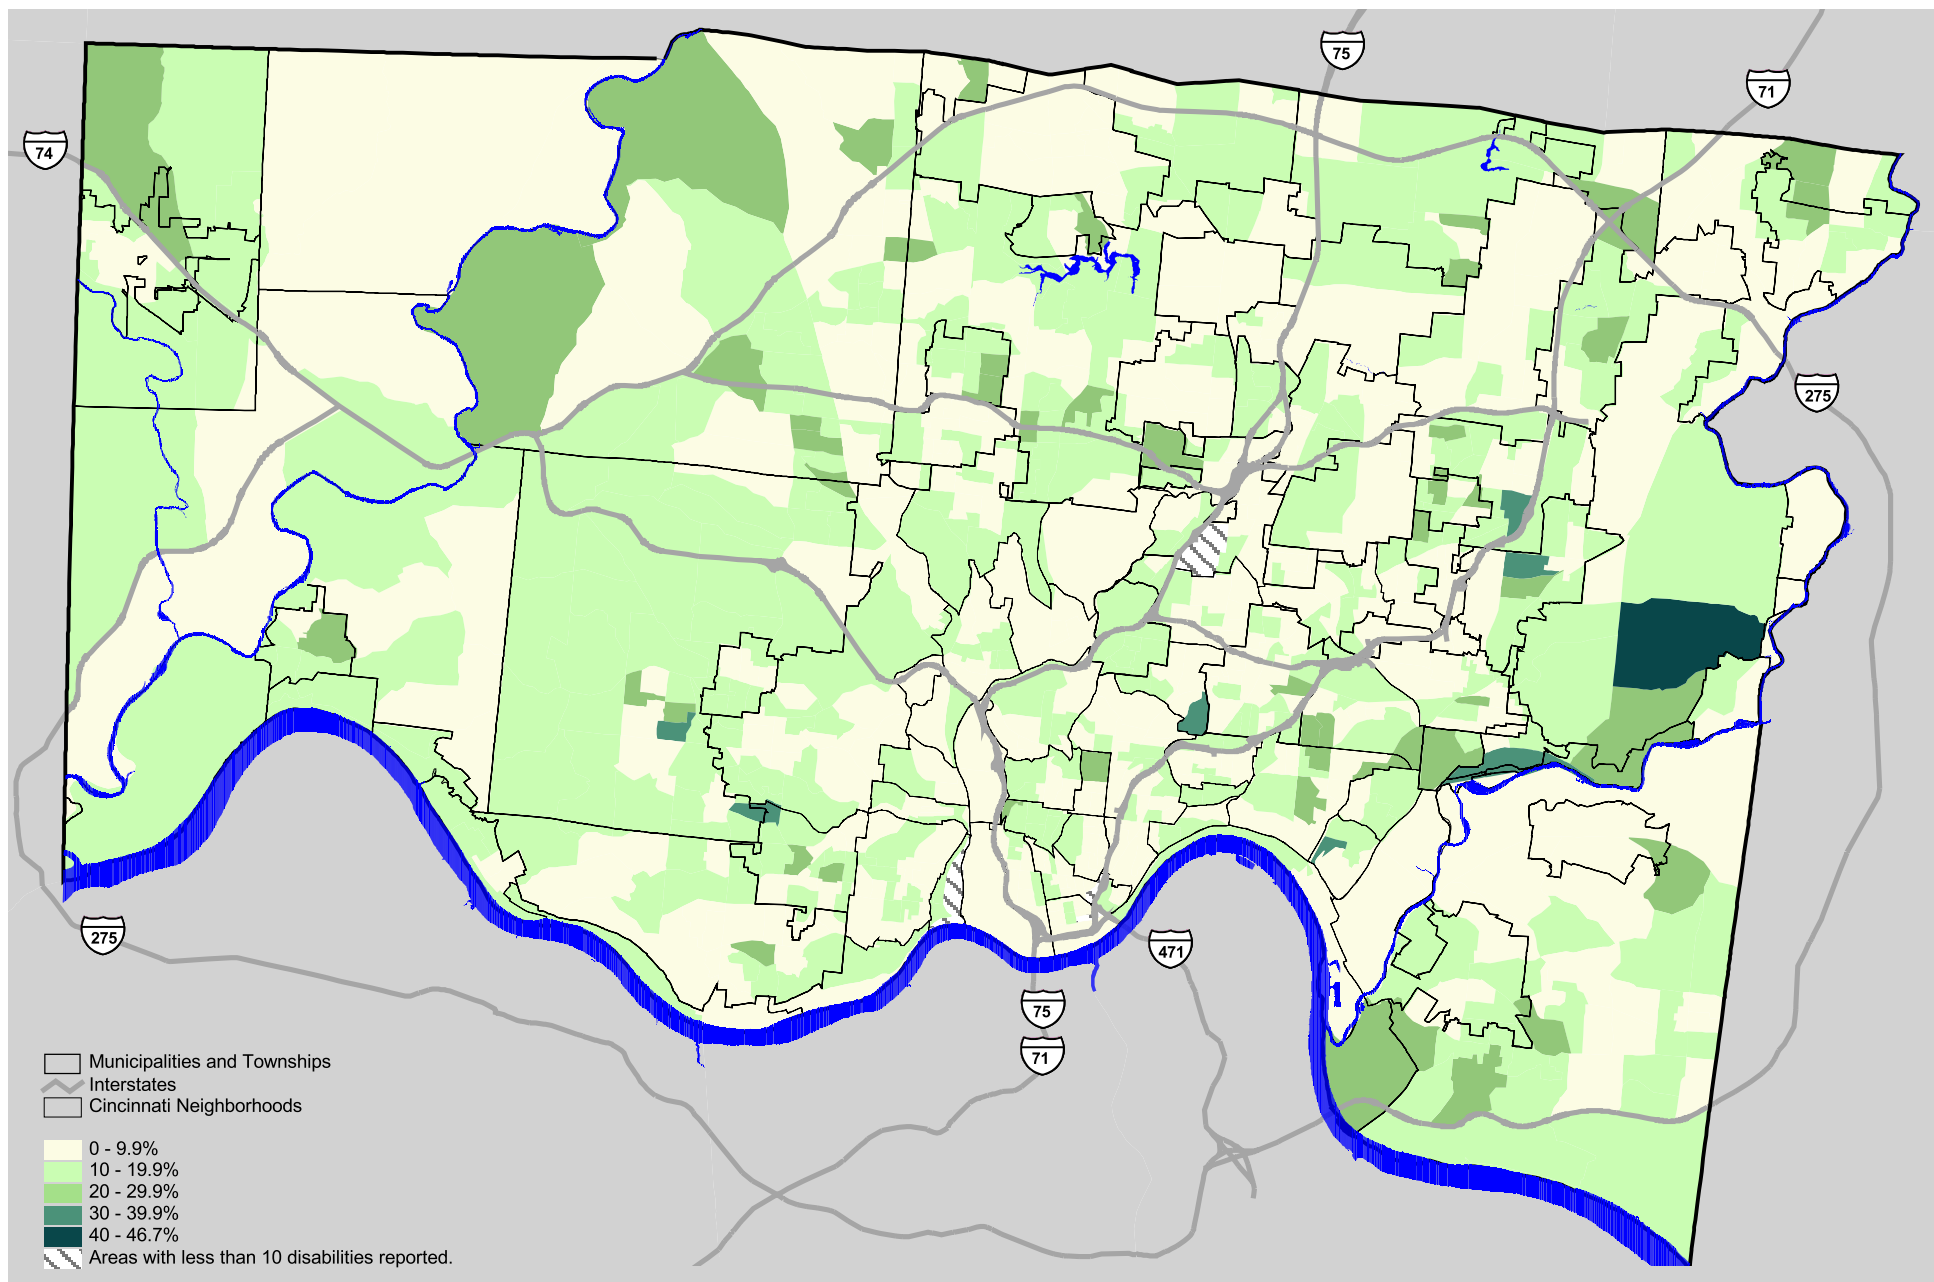 75
71
74
275
275
471
75
71
Municipalities and Townships
Interstates
Cincinnati Neighborhoods
0 - 9.9%
10 - 19.9%
20 - 29.9%
30 - 39.9%
40 - 46.7%
Areas with less than 10 disabilities reported.